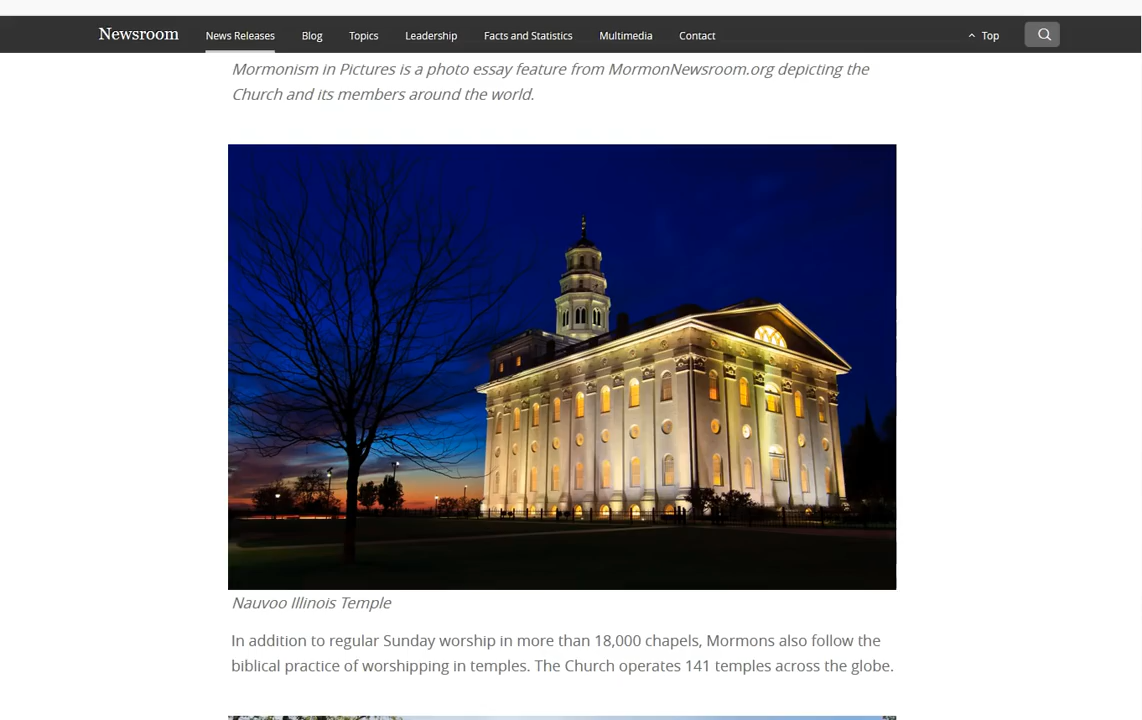 Newsroom News Releases Blog Topics Leadership Facts and Statistics Multimedia Contact Top
Mormonism in Pictures is a photo essay feature from MormonNewsroom.org depicting the
Church and its members around the world.
Nauvoo Illinois Temple
In addition to regular Sunday worship in more than 18,000 chapels, Mormons also follow the
biblical practice of worshipping in temples. The Church operates 141 temples across the globe.